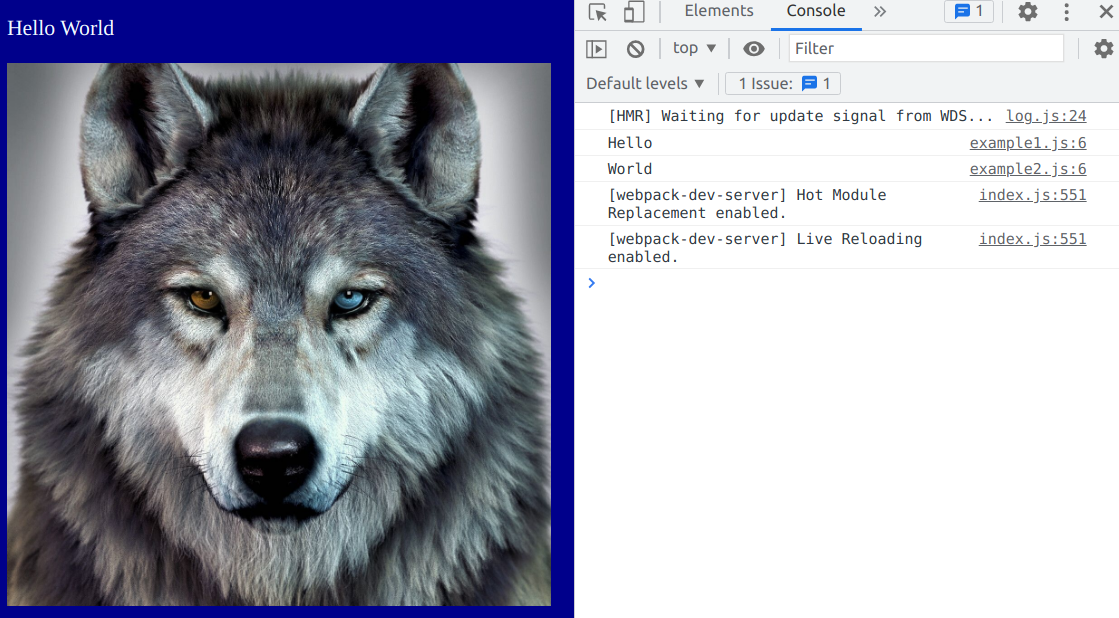 Hello World
Elements Console 1
top Filter
Default levels 1 Issue: 1
[HMR] Waiting for update signal from WDS... log.js:24
Hello example1.js:6
World example2.js:6
[webpack-dev-server] Hot Module index.js:551
Replacement enabled.
[webpack-dev-server] Live Reloading index.js:551
enabled.